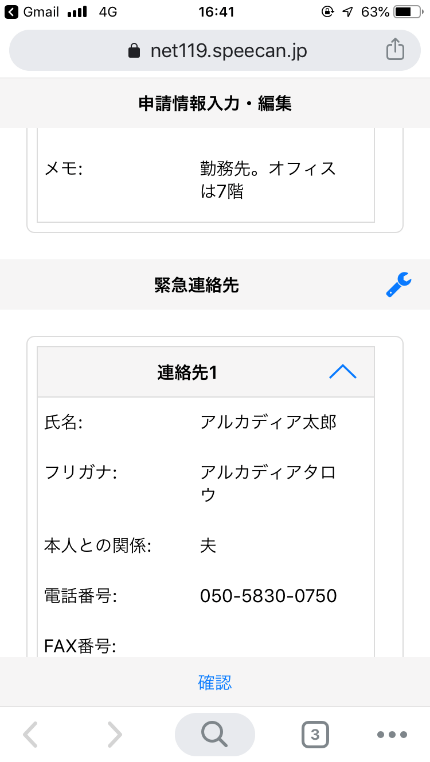 Gmail 4G 16:41 63%
net119.speecan.jp
申請情報入力・編集
メモ: 勤務先。オフィス
は7階
緊急連絡先
連絡先1
氏名: アルカディア太郎
フリガナ: アルカディアタロ
ウ
本人との関係: 夫
電話番号: 050-5830-0750
FAX番号:
確認
3